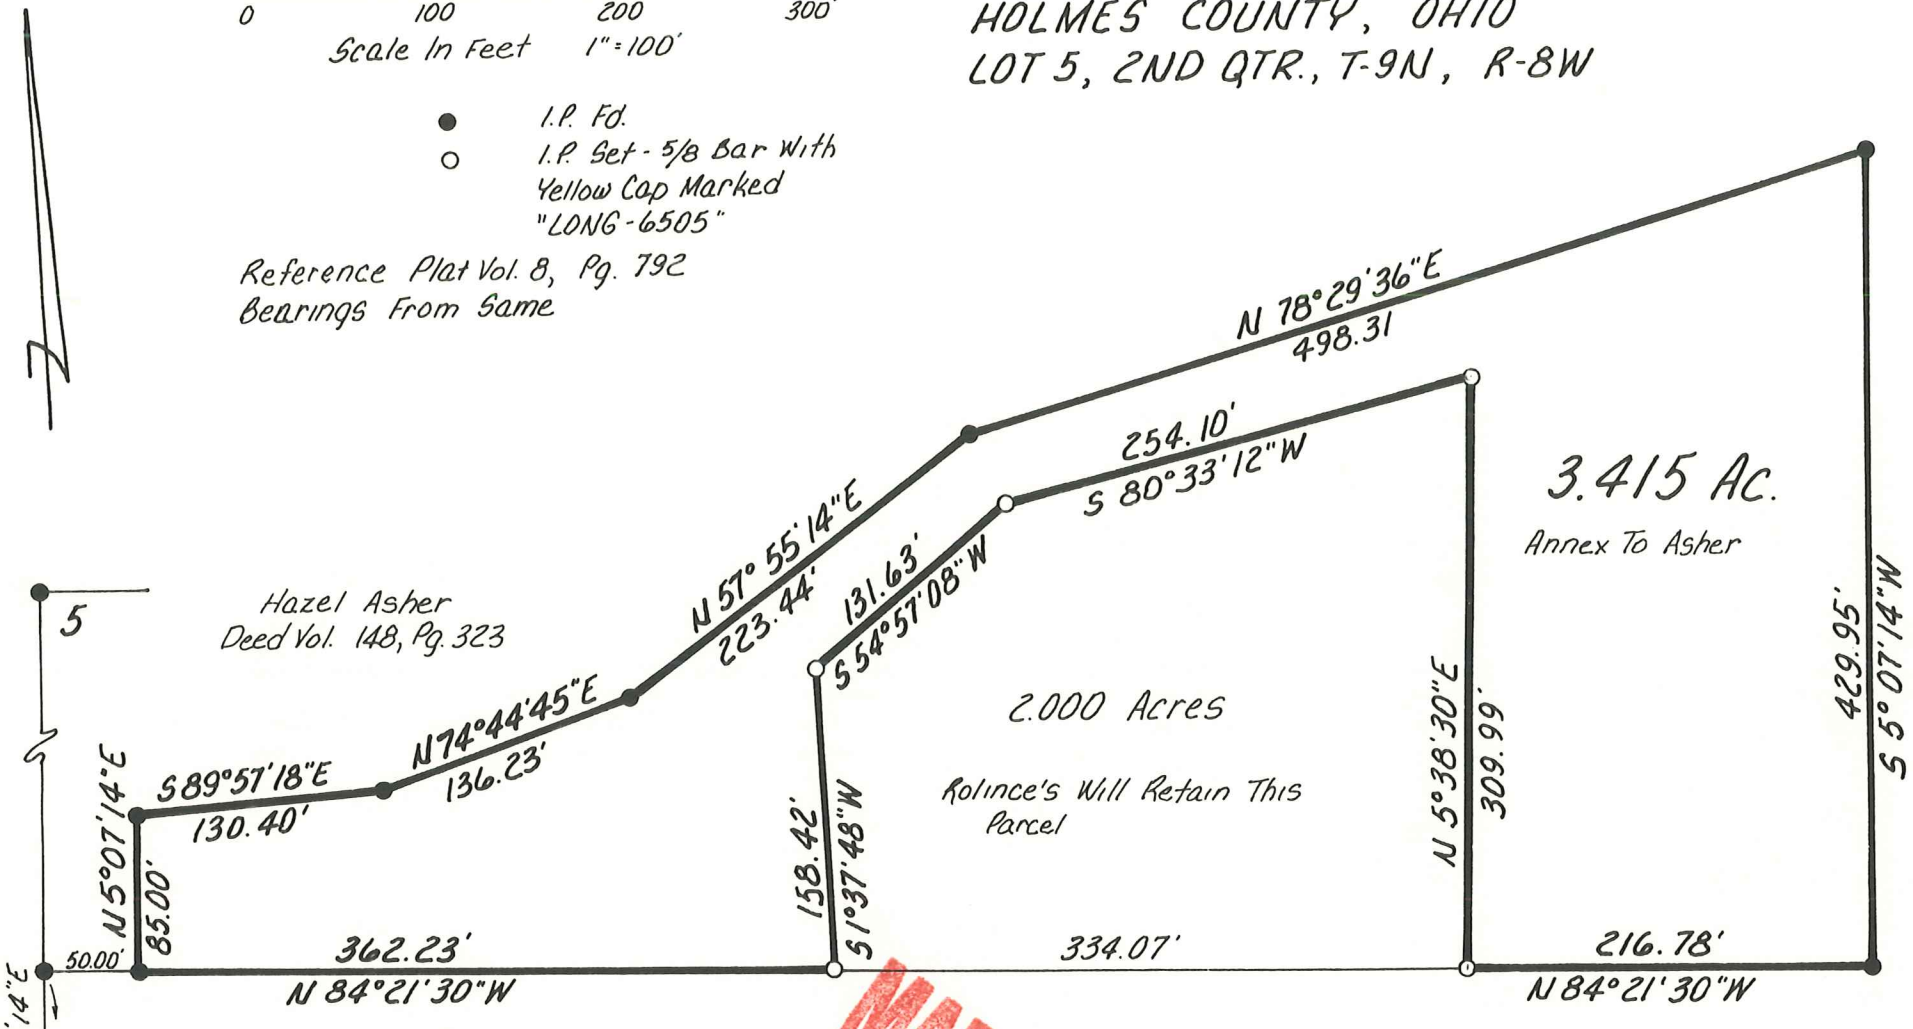 0 100 200 300'
Scale In Feet 1"=100'
HOLMES COUNTY, OHIO
LOT 5, 2ND QTR., T-9N, R-8W
I.P. Fd.
I.P. Set - 5/8 Bar With
Yellow Cap Marked
"LONG-6505"
Reference Plat Vol. 8, Pg. 792
Bearings From Same
N 78°29'36"E
498.31
254.10'
S 80°33'12"W
3.415 Ac.
Annex To Asher
N 57° 55'14"E
223.44'
131.63'
S 54°57'08"W
5
Hazel Asher
Deed Vol. 148, Pg. 323
N74°44'45"E
136.23'
S89°57'18"E
130.40'
N5°07'14"E
85.00'
2.000 Acres
Rolince's Will Retain This
Parcel
158.42'
S 1°37'48"W
N 5°38'30"E
309.99'
429.95'
S 5°07'14"W
50.00'
362.23'
N 84°21'30"W
334.07'
216.78'
N 84°21'30"W
'14"E